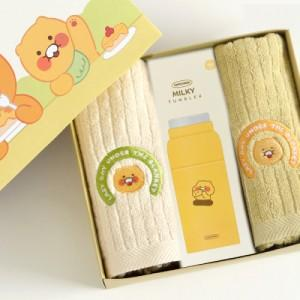 LAZY DAY UNDER THE BLANKET
MILKY
TUMBLER
LAZY DAY UNDER THE BLANKET